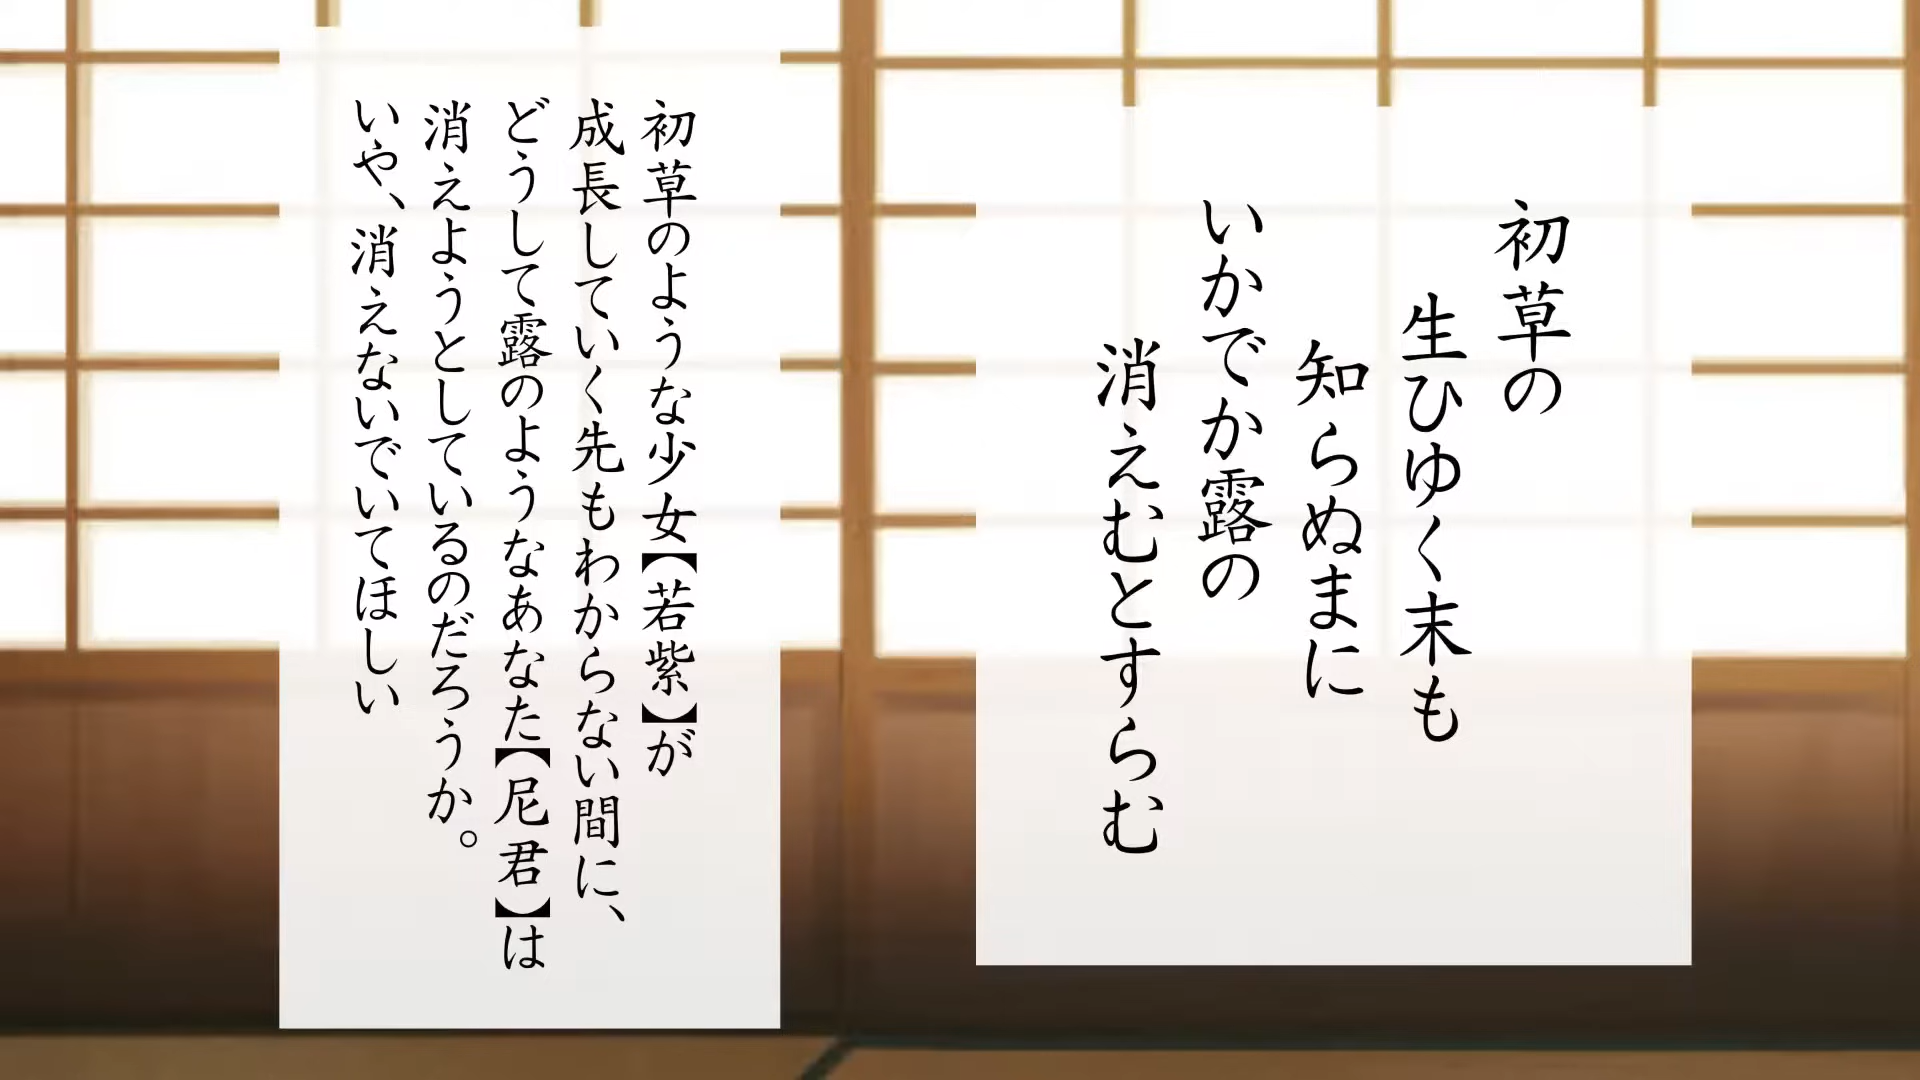 初草の
生ひゆく末も
知らぬまに
いかでか露の
消えむとすらむ
初草のような少女【若紫】が
成長していく先もわからない間に、
どうして露のようなあなた【尼君】は
消えようとしているのだろうか。
いや、消えないでいてほしい